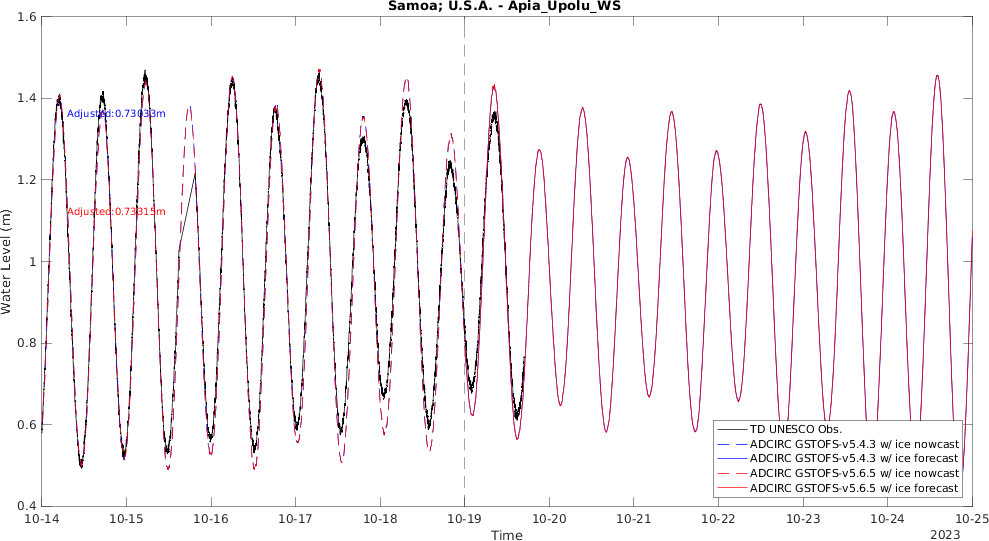 Samoa; U.S.A. - Apia_Upolu_WS
1.6
1.4
1.2
1
0.8
0.6
0.4
Water Level (m)
Adjusted:0.73033m
Adjusted:0.73315m
TD UNESCO Obs.
ADCIRC GSTOFS-v5.4.3 w/ ice nowcast
ADCIRC GSTOFS-v5.4.3 w/ ice forecast
ADCIRC GSTOFS-v5.6.5 w/ ice nowcast
ADCIRC GSTOFS-v5.6.5 w/ ice forecast
10-14 10-15 10-16 10-17 10-18 10-19 10-20 10-21 10-22 10-23 10-24 10-25
Time
2023